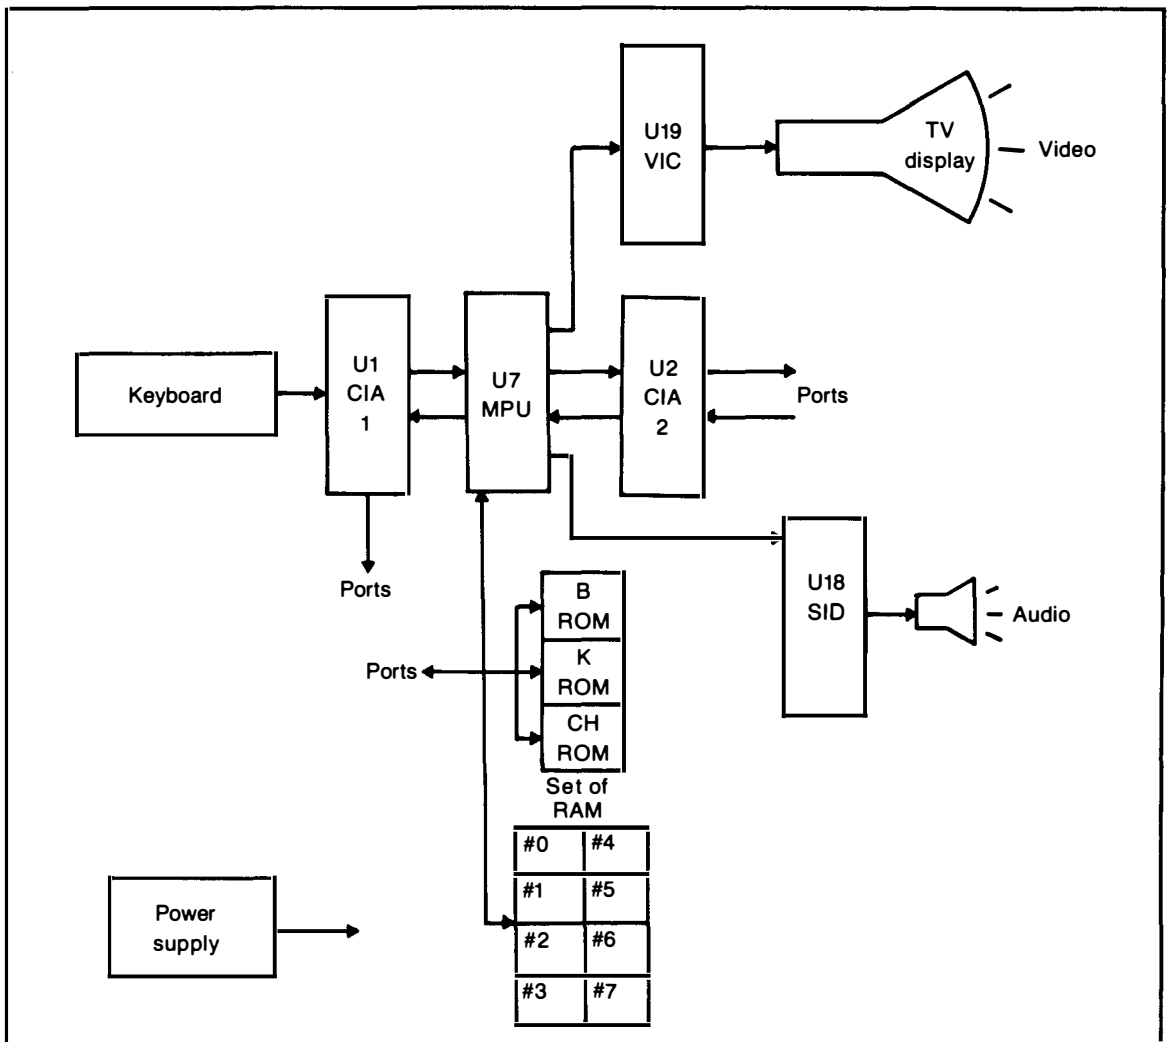 U19
VIC
TV
display
Video
Keyboard
U1
CIA
1
U7
MPU
U2
CIA
2
Ports
Ports
U18
SID
Audio
B
ROM
Ports
K
ROM
CH
ROM
Set of
RAM
#0 #4
#1 #5
#2 #6
#3 #7
Power
supply